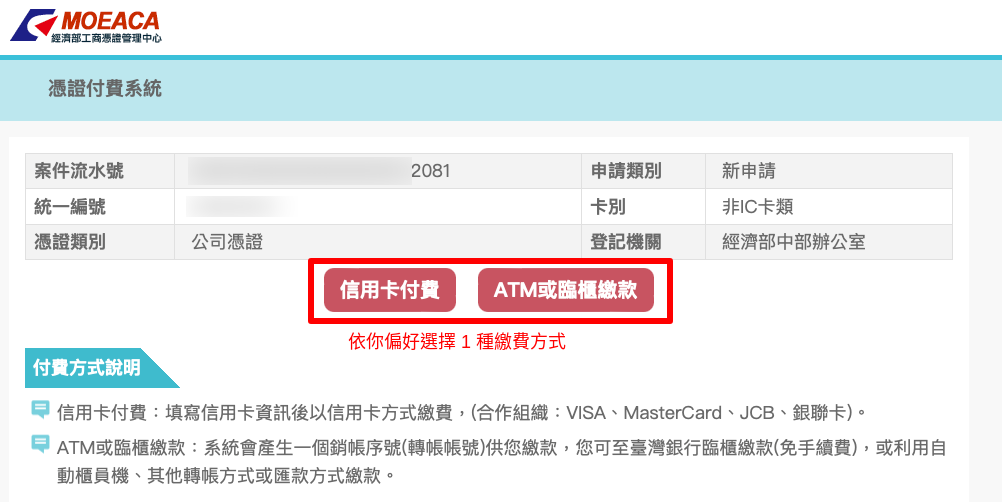 MOEACA
經濟部工商憑證管理中心
憑證付費系統
案件流水號 2081 申請類別 新申請
統一編號 卡別 非IC卡類
憑證類別 公司憑證 登記機關 經濟部中部辦公室
信用卡付費 ATM或臨櫃繳款
依你偏好選擇 1 種繳費方式
付費方式說明
信用卡付費：填寫信用卡資訊後以信用卡方式繳費，(合作組織：VISA、MasterCard、JCB、銀聯卡)。
ATM或臨櫃繳款：系統會產生一個銷帳序號(轉帳帳號)供您繳款，您可至臺灣銀行臨櫃繳款(免手續費)，或利用自
動櫃員機、其他轉帳方式或匯款方式繳款。